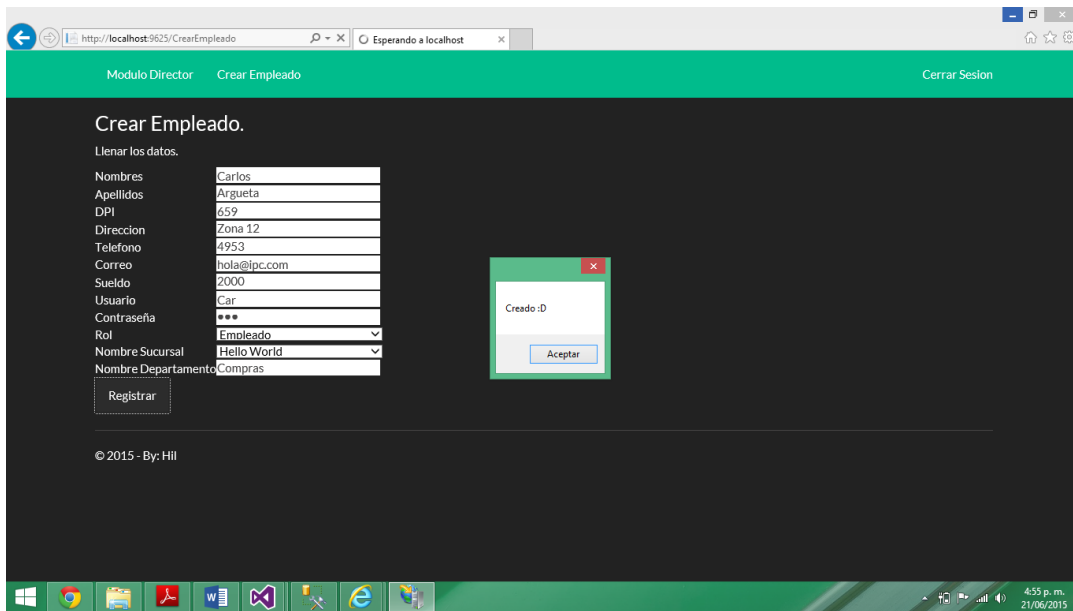 http://localhost:9625/CrearEmpleado
Esperando a localhost
Modulo Director Crear Empleado Cerrar Sesion
Crear Empleado.
Llenar los datos.
Nombres Carlos
Apellidos Argueta
DPI 659
Direccion Zona 12
Telefono 4953
Correo hola@ipc.com
Sueldo 2000
Usuario Car
Contraseña •••
Rol Empleado
Nombre Sucursal Hello World
Nombre Departamento Compras
Registrar
Creado :D
Aceptar
© 2015 - By: Hil
4:55 p. m.
21/06/2015